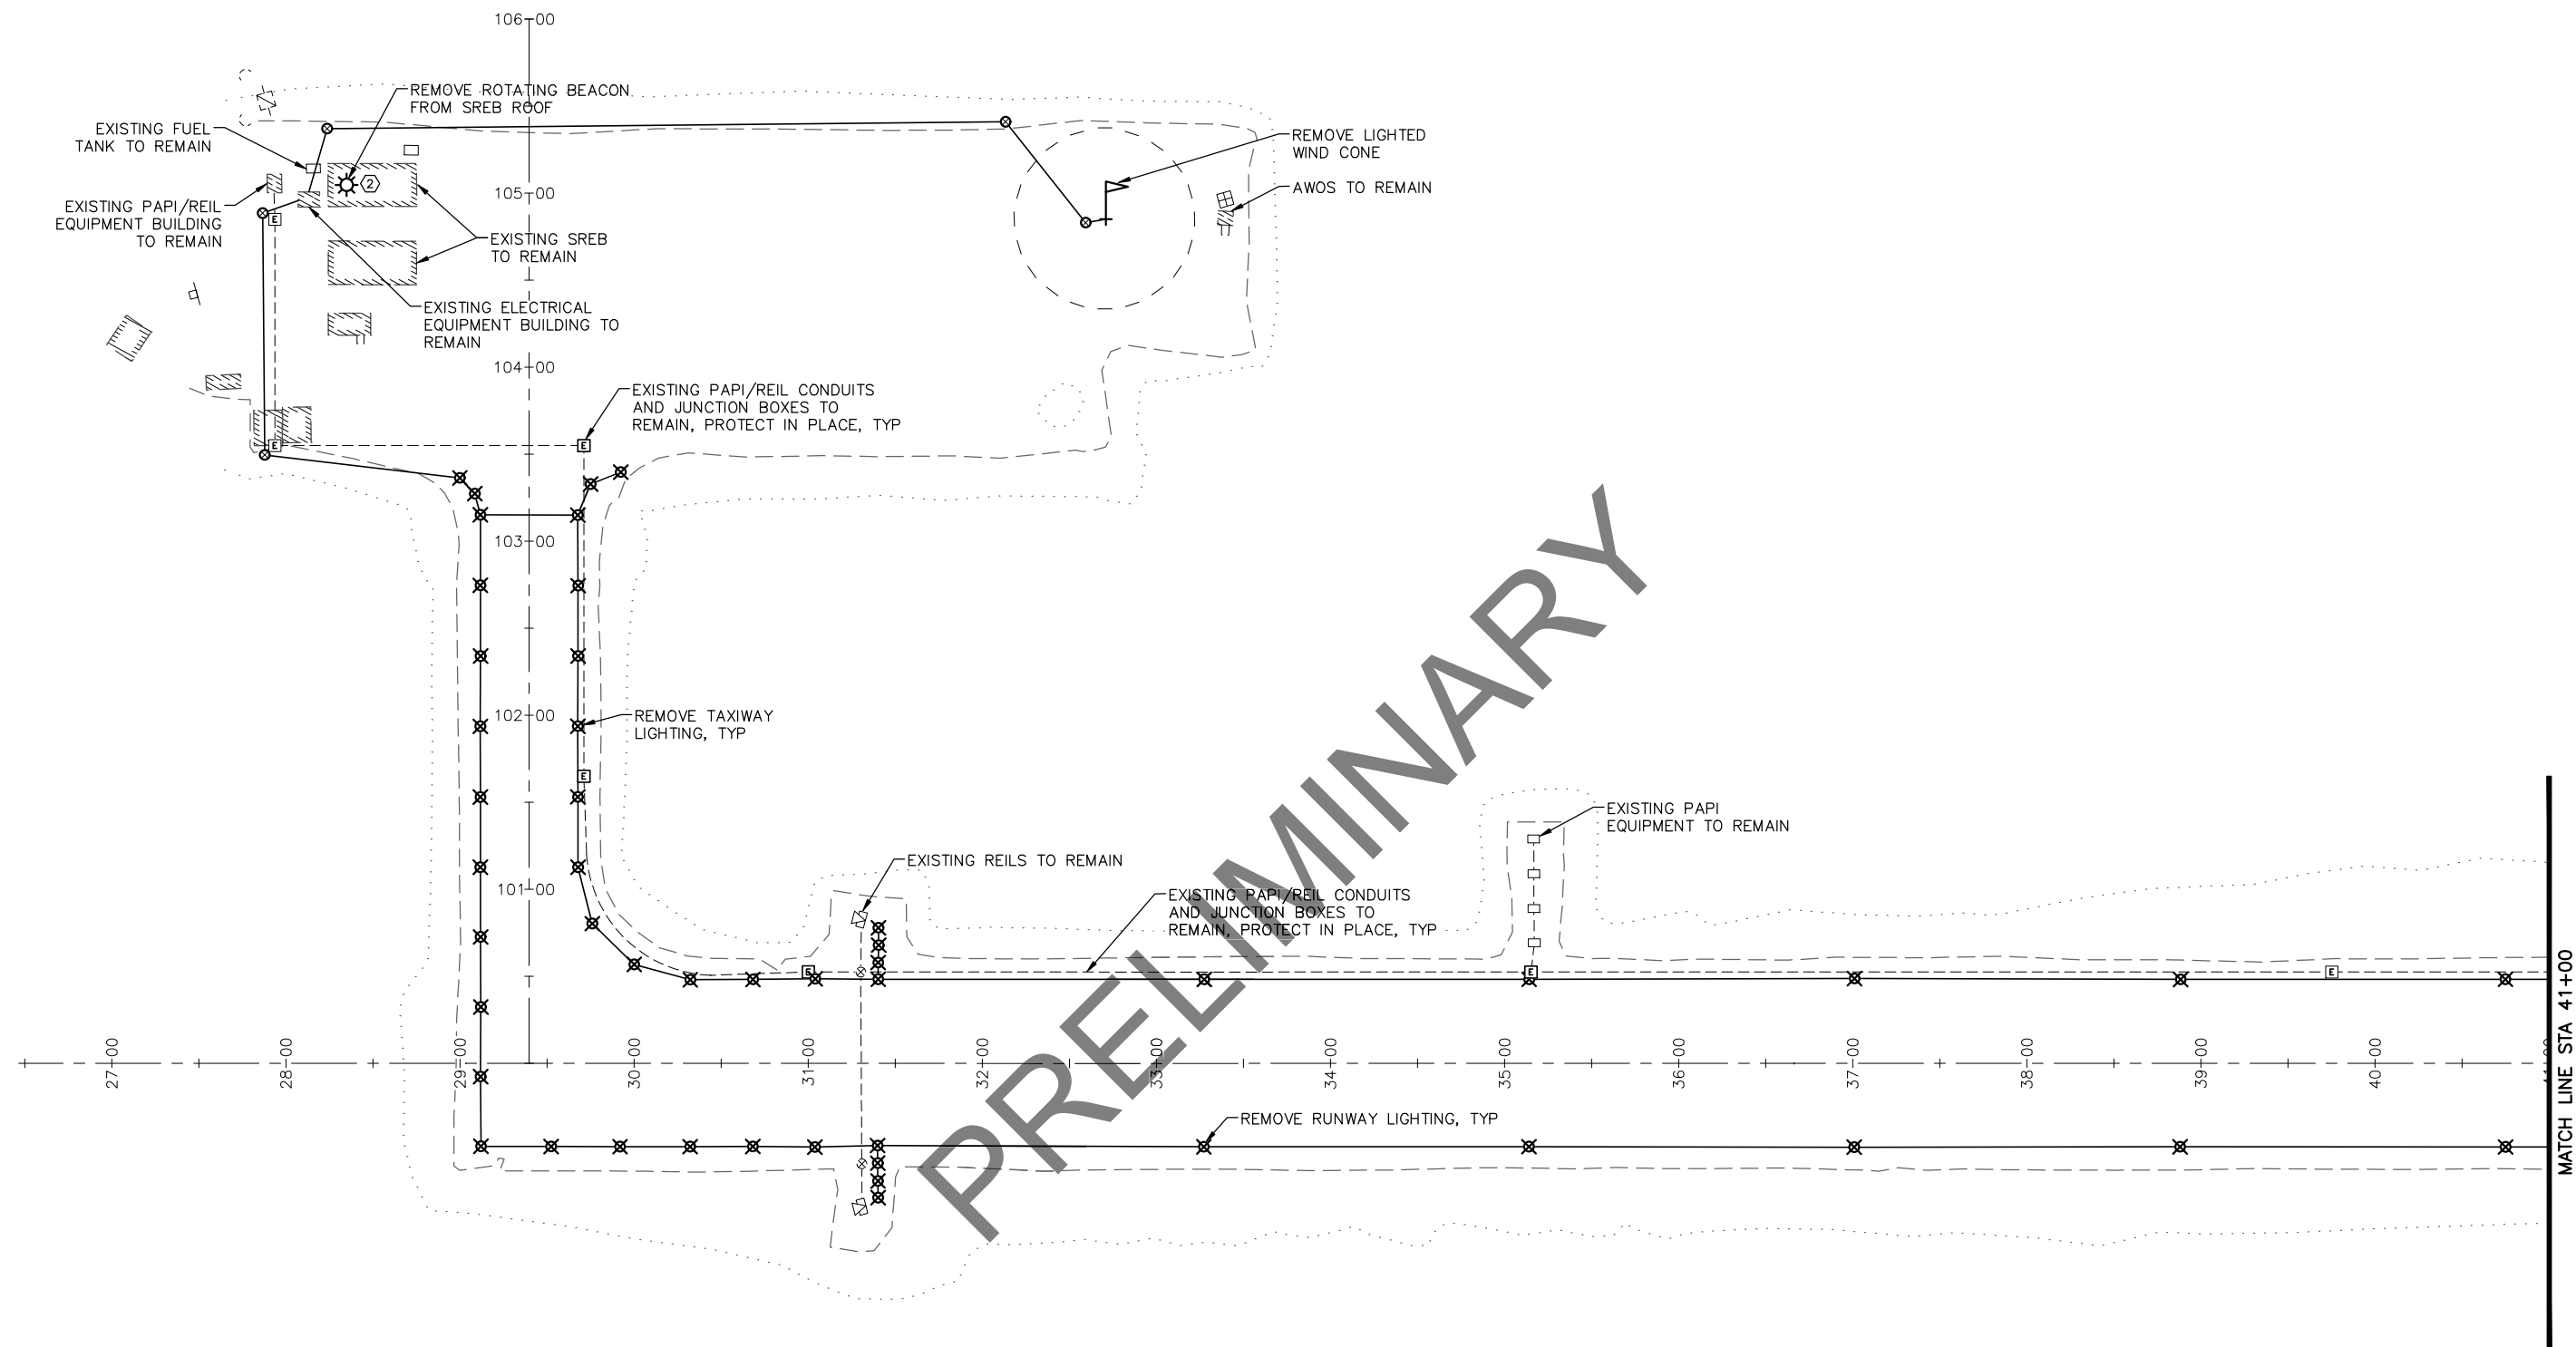 106+00
REMOVE ROTATING BEACON
FROM SREB ROOF
EXISTING FUEL
TANK TO REMAIN
REMOVE LIGHTED
WIND CONE
2
105+00
AWOS TO REMAIN
EXISTING PAPI/REIL
EQUIPMENT BUILDING
TO REMAIN
E
EXISTING SREB
TO REMAIN
EXISTING ELECTRICAL
EQUIPMENT BUILDING TO
REMAIN
104+00
EXISTING PAPI/REIL CONDUITS
AND JUNCTION BOXES TO
REMAIN, PROTECT IN PLACE, TYP
E
E
103+00
102+00
REMOVE TAXIWAY
LIGHTING, TYP
E
EXISTING PAPI
EQUIPMENT TO REMAIN
EXISTING REILS TO REMAIN
101+00
EXISTING PAPI/REIL CONDUITS
AND JUNCTION BOXES TO
REMAIN, PROTECT IN PLACE, TYP
E
E
E
27+00
28+00
29+00
30+00
31+00
32+00
33+00
34+00
35+00
36+00
37+00
38+00
39+00
40+00
41+00
REMOVE RUNWAY LIGHTING, TYP
MATCH LINE STA 41+00
PRELIMINARY